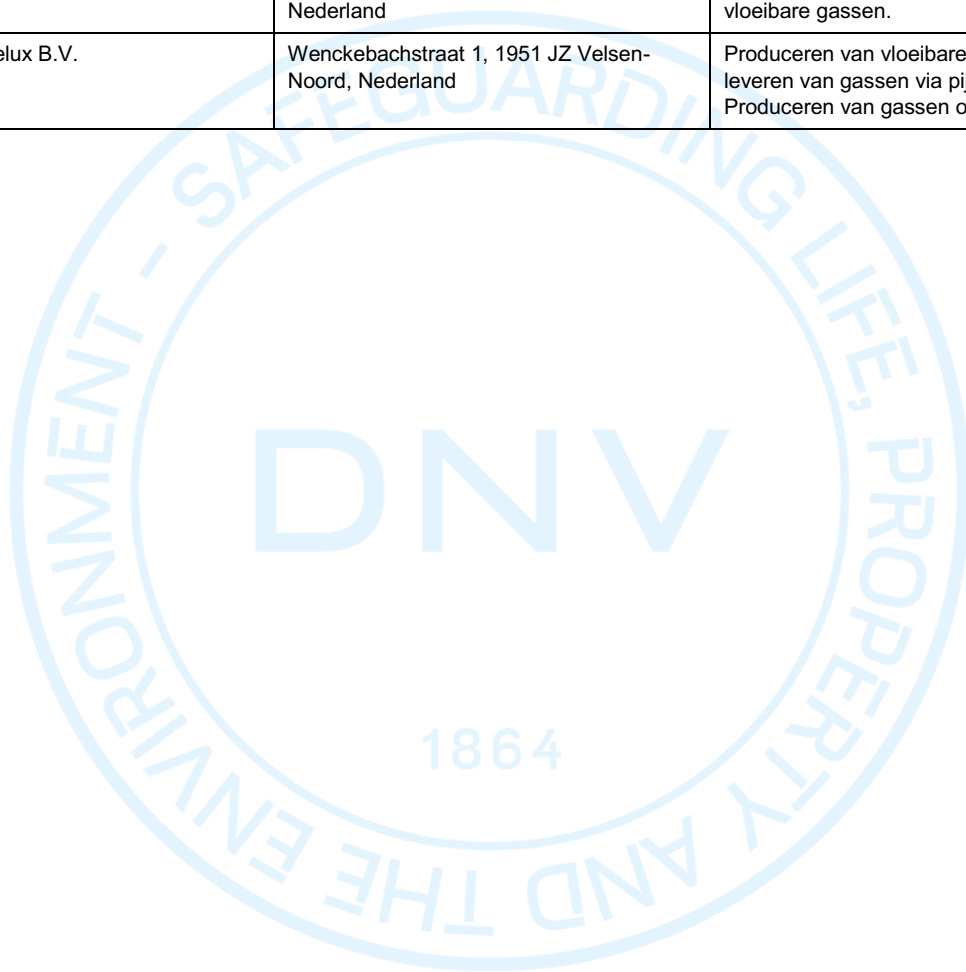 Nederland
vloeibare gassen.
elux B.V.
Wenckebachstraat 1, 1951 JZ Velsen-
Noord, Nederland
Produceren van vloeibare
leveren van gassen via pij
Produceren van gassen o
SAFEGUARDING LIFE, PROPERTY AND THE ENVIRONMENT -
DNV
1864